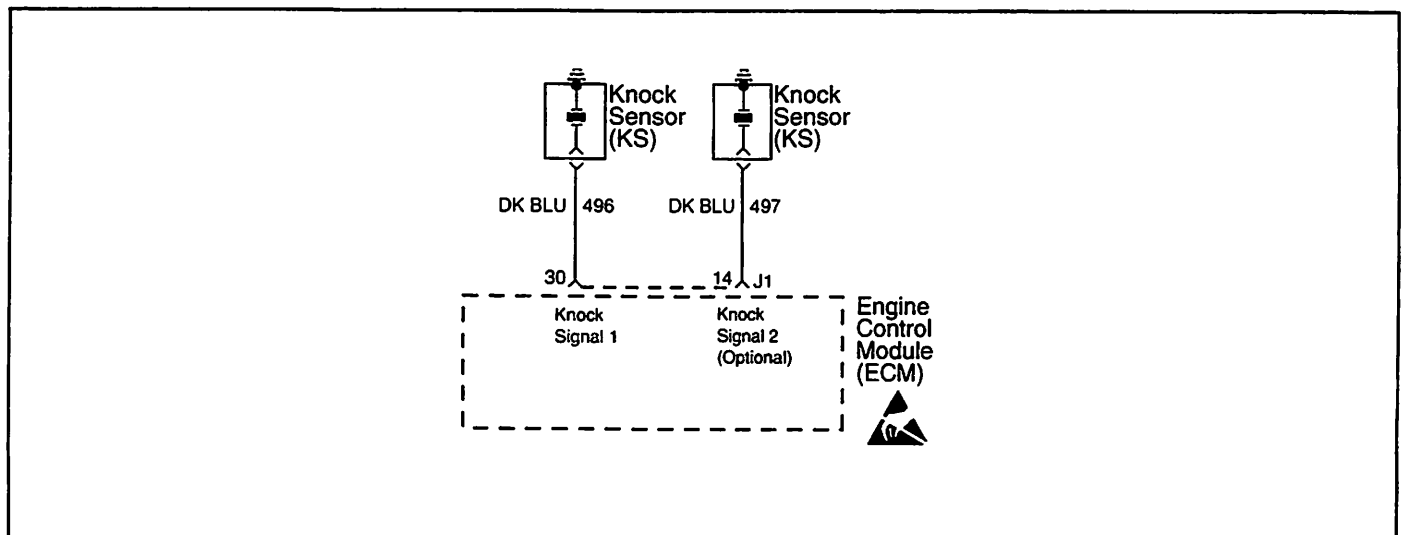 Knock
Sensor
(KS)
Knock
Sensor
(KS)
DK BLU 496
DK BLU 497
30
14 J1
Knock
Signal 1
Knock
Signal 2
(Optional)
Engine
Control
Module
(ECM)